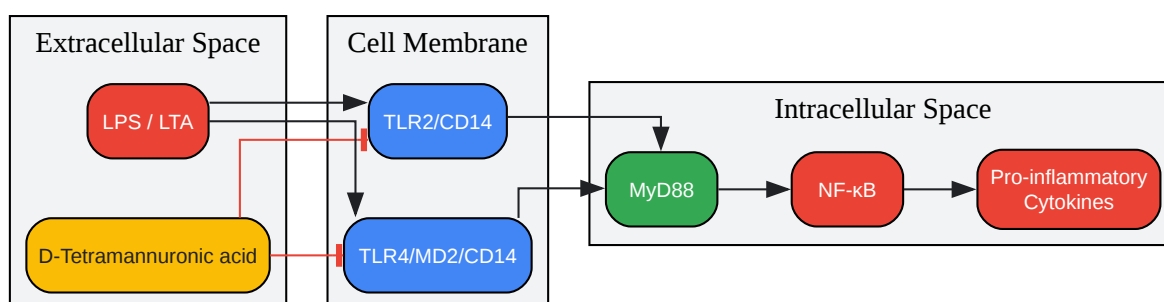 Extracellular Space
Cell Membrane
Intracellular Space
LPS / LTA
TLR2/CD14
D-Tetramannuronic acid
TLR4/MD2/CD14
MyD88
NF-κB
Pro-inflammatory
Cytokines